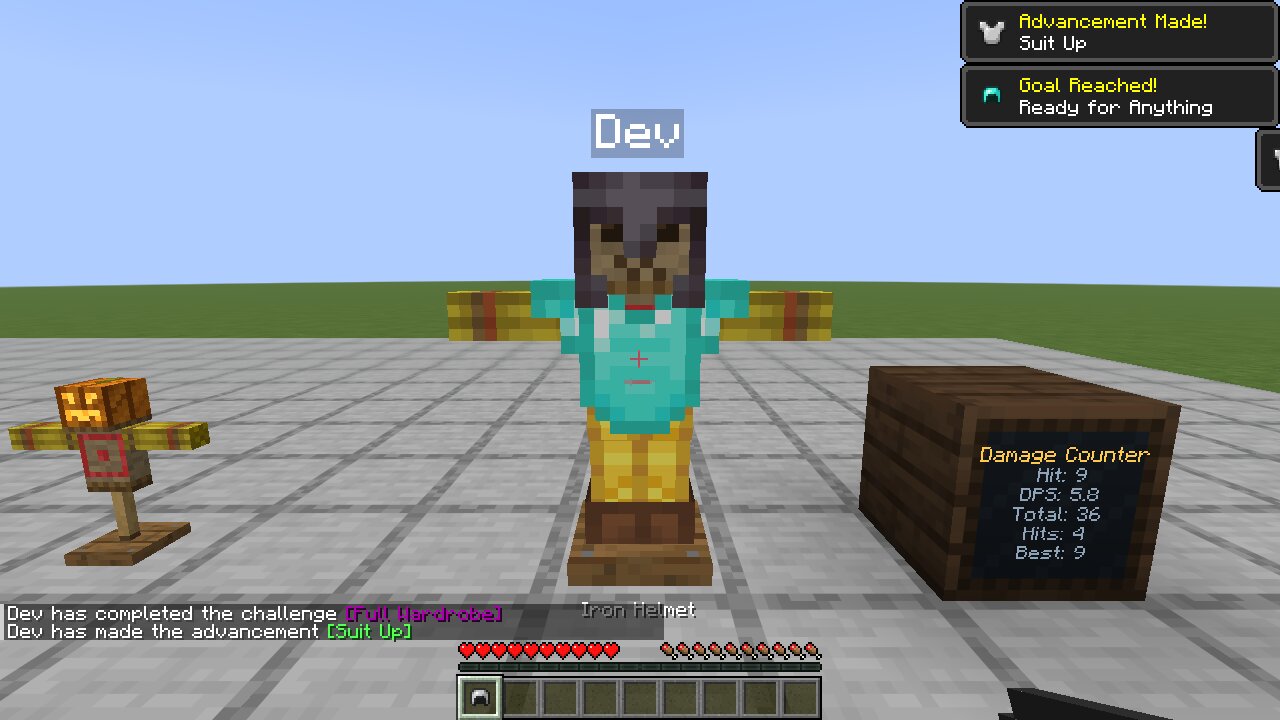 Advancement Made!
Suit Up
Goal Reached!
Ready for Anything
Dev
Damage Counter
Hit: 9
DPS: 5.8
Total: 36
Hits: 4
Best: 9
Dev has completed the challenge [Full Wardrobe]
Dev has made the advancement [Suit Up]
Iron Helmet